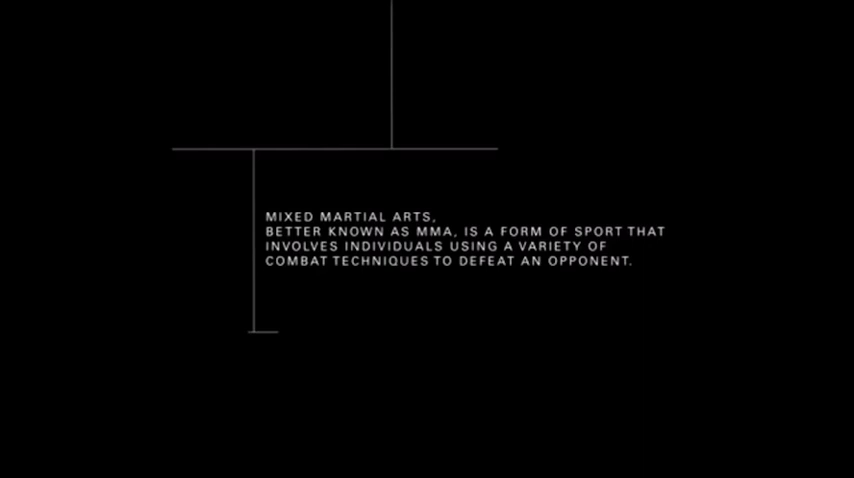 MIXED MARTIAL ARTS,
BETTER KNOWN AS MMA, IS A FORM OF SPORT THAT
INVOLVES INDIVIDUALS USING A VARIETY OF
COMBAT TECHNIQUES TO DEFEAT AN OPPONENT.